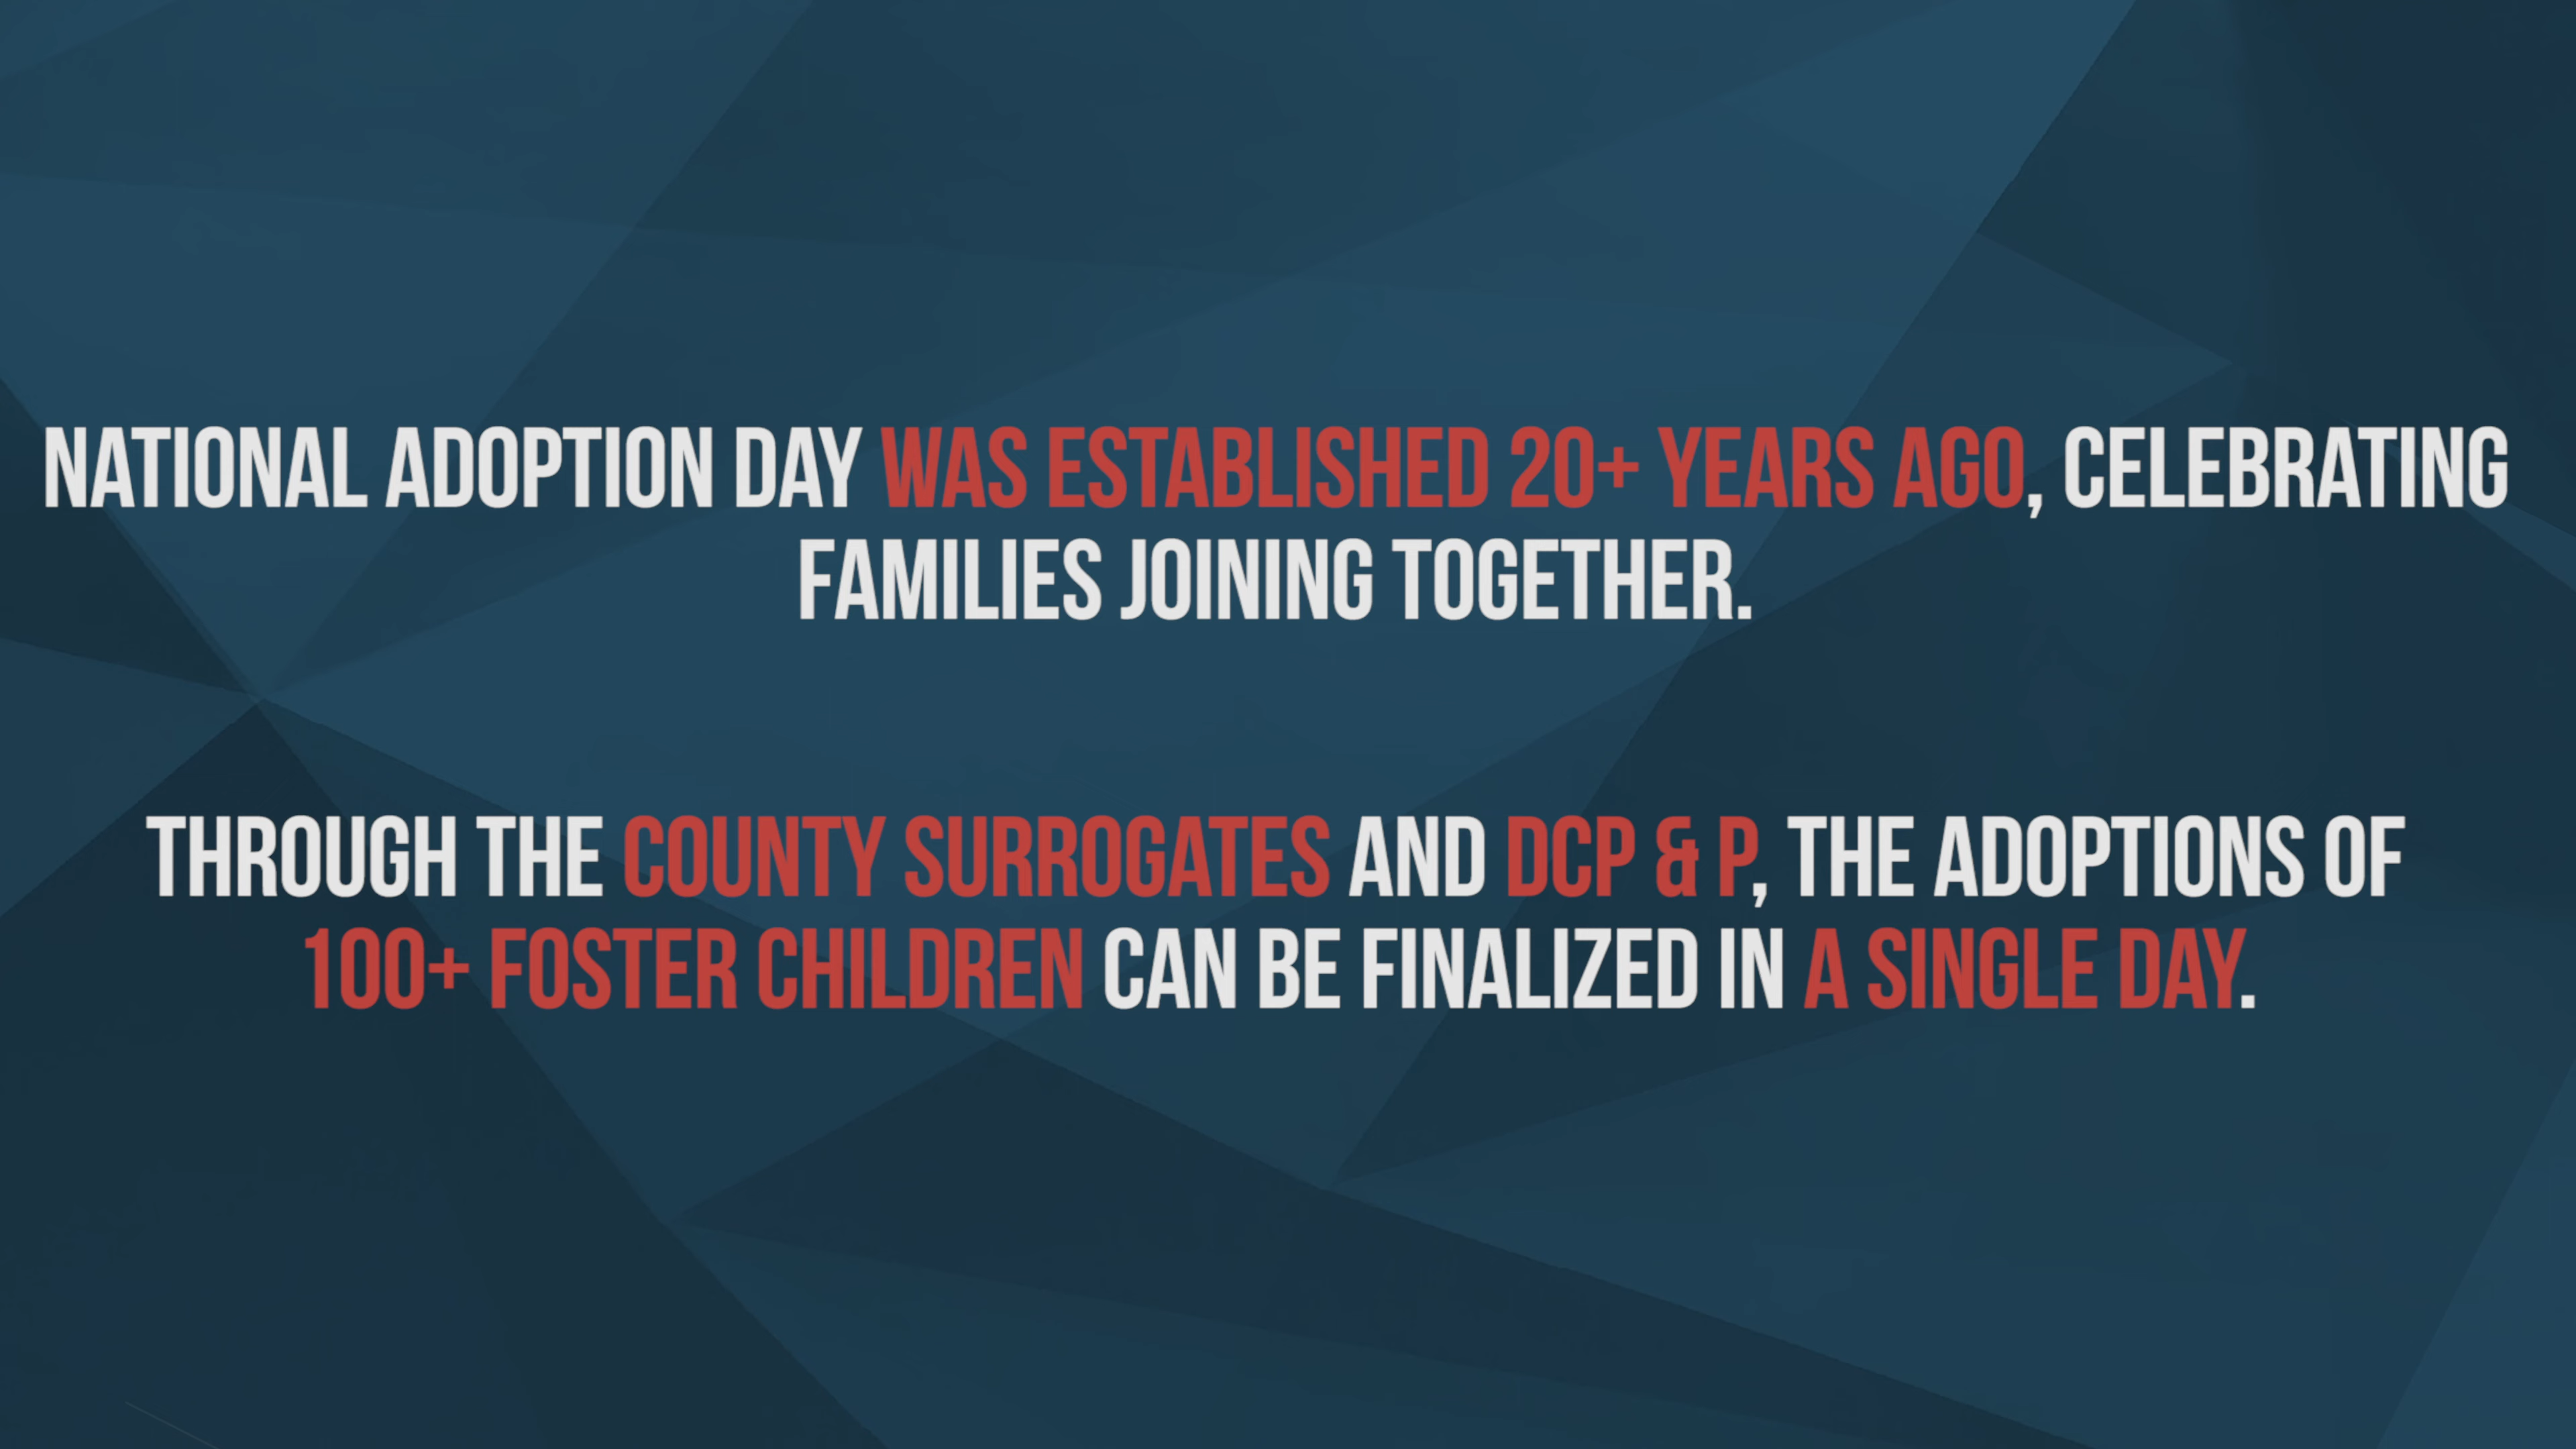 NATIONAL ADOPTION DAY WAS ESTABLISHED 20+ YEARS AGO, CELEBRATING
FAMILIES JOINING TOGETHER.
THROUGH THE COUNTY SURROGATES AND DCP & P, THE ADOPTIONS OF
100+ FOSTER CHILDREN CAN BE FINALIZED IN A SINGLE DAY.